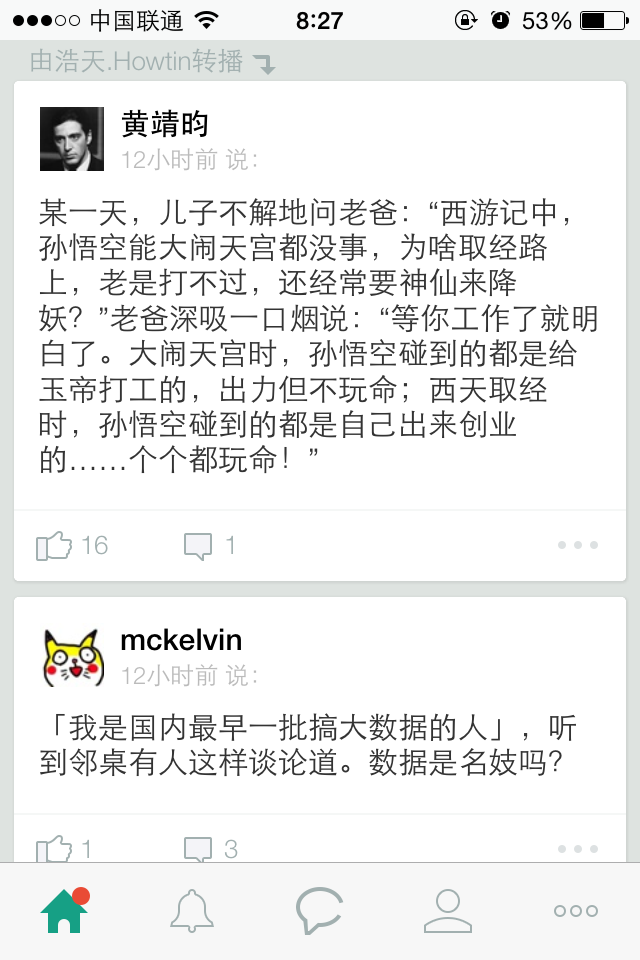 中国联通 8:27 53%
由浩天.Howtin转播
黄靖昀
12小时前 说：
某一天，儿子不解地问老爸：“西游记中，
孙悟空能大闹天宫都没事，为啥取经路
上，老是打不过，还经常要神仙来降
妖？”老爸深吸一口烟说：“等你工作了就明
白了。大闹天宫时，孙悟空碰到的都是给
玉帝打工的，出力但不玩命；西天取经
时，孙悟空碰到的都是自己出来创业
的……个个都玩命！”
16 1
mckelvin
12小时前 说：
「我是国内最早一批搞大数据的人」，听
到邻桌有人这样谈论道。数据是名妓吗？
1 3